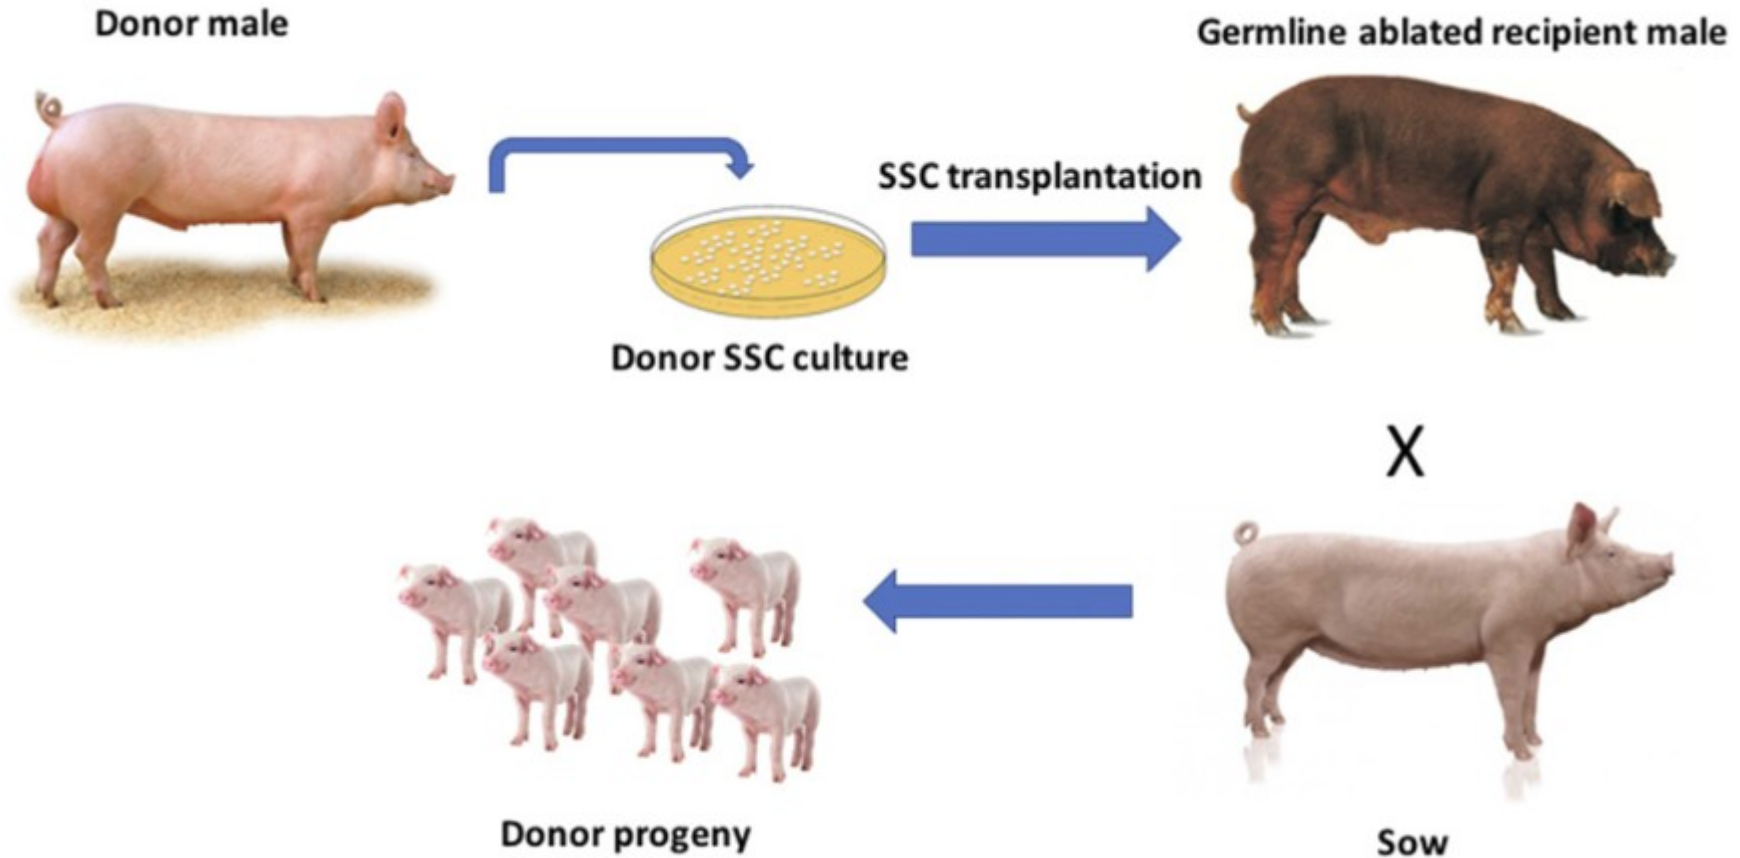 Donor male
Germline ablated recipient male
SSC transplantation
Donor SSC culture
X
Donor progeny
Sow